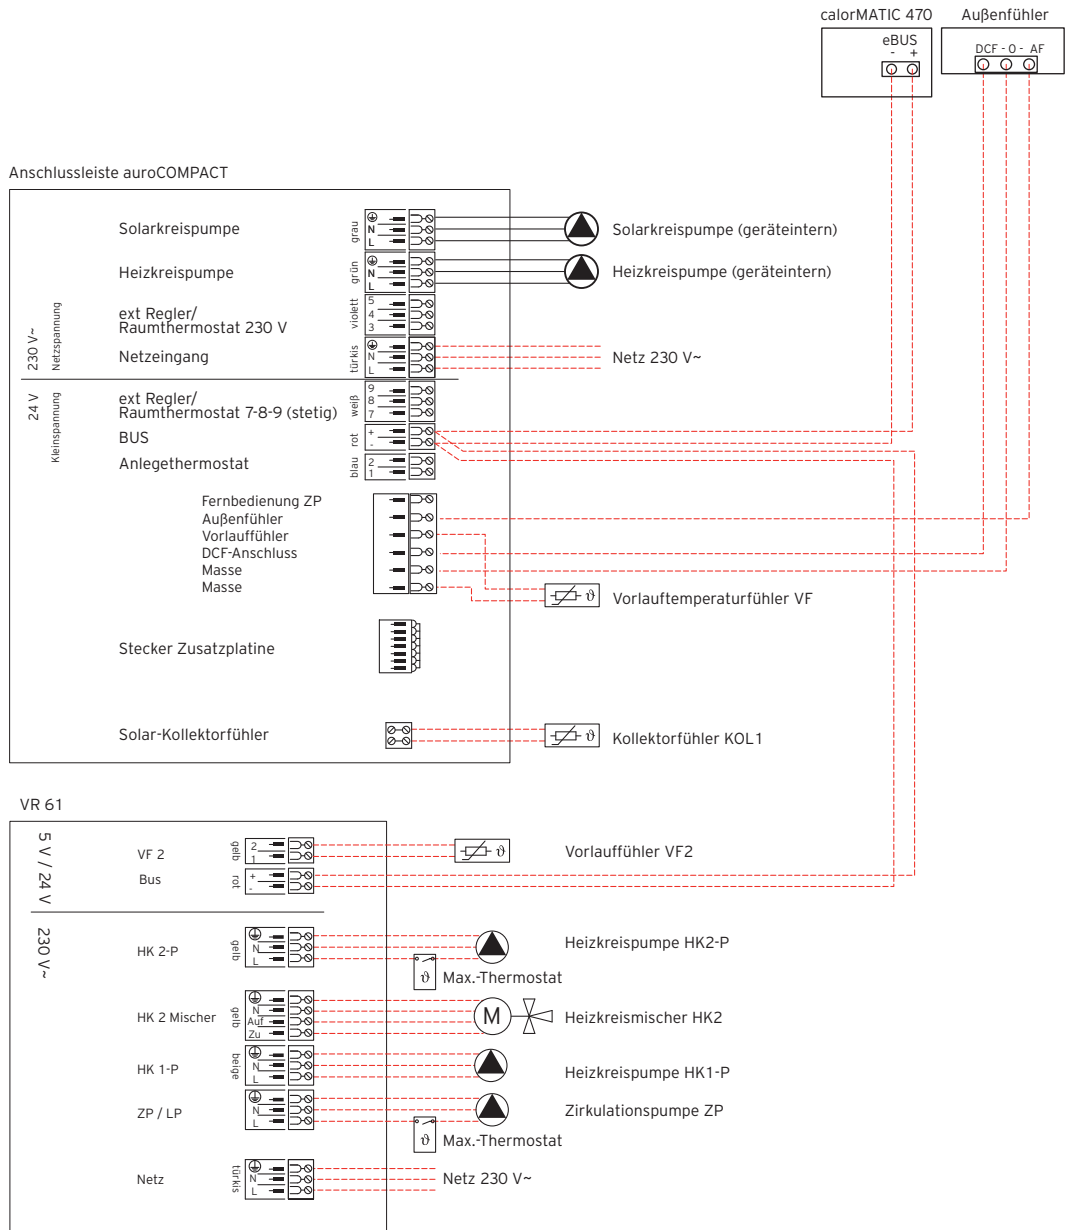 calorMATIC 470
Außenfühler
eBUS
- +
DCF - O - AF
Anschlussleiste auroCOMPACT
Solarkreispumpe
grau
N
L
Solarkreispumpe (geräteintern)
Heizkreispumpe
grün
N
L
Heizkreispumpe (geräteintern)
230 V~
Netzspannung
ext Regler/
Raumthermostat 230 V
violett
5
4
3
Netzeingang
türkis
N
L
Netz 230 V~
24 V
Kleinspannung
ext Regler/
Raumthermostat 7-8-9 (stetig)
weiß
9
8
7
BUS
rot
+
-
Anlegethermostat
blau
2
1
Fernbedienung ZP
Außenfühler
Vorlauffühler
DCF-Anschluss
Masse
Masse
ϑ
Vorlauftemperaturfühler VF
Stecker Zusatzplatine
Solar-Kollektorfühler
ϑ
Kollektorfühler KOL1
VR 61
5 V / 24 V
VF 2
gelb
2
1
ϑ
Vorlauffühler VF2
Bus
rot
+
-
230 V~
HK 2-P
gelb
N
L
Heizkreispumpe HK2-P
ϑ
Max.-Thermostat
HK 2 Mischer
gelb
N
Auf
Zu
M
Heizkreismischer HK2
HK 1-P
beige
N
L
Heizkreispumpe HK1-P
ZP / LP
N
L
Zirkulationspumpe ZP
ϑ
Max.-Thermostat
Netz
türkis
N
L
Netz 230 V~